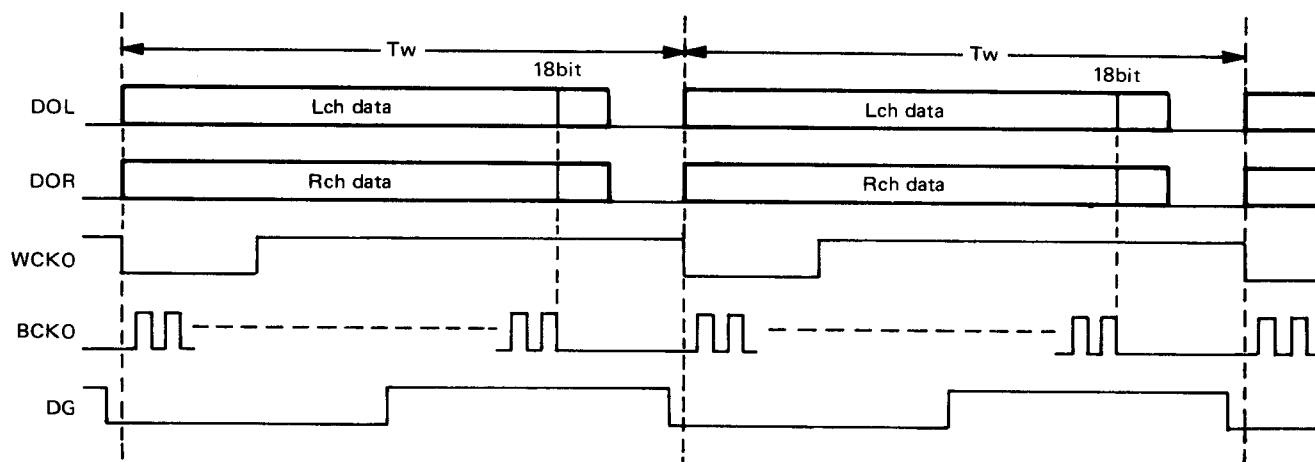 Tw Tw
18bit 18bit
DOL Lch data Lch data
DOR Rch data Rch data
WCKO
BCKO
DG